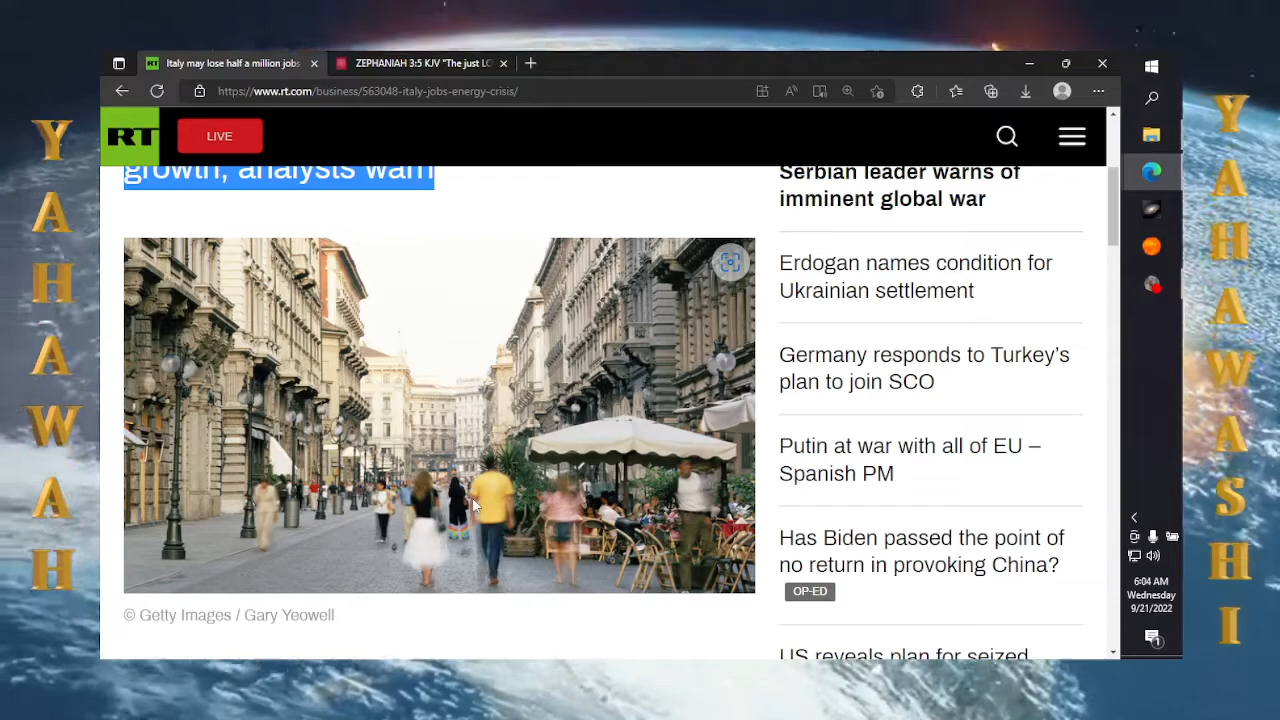 Italy may lose half a million jobs
ZEPHANIAH 3:5 KJV "The just LO
https://www.rt.com/business/563048-italy-jobs-energy-crisis/
RT
LIVE
growth, analysts warn
© Getty Images / Gary Yeowell
Serbian leader warns of
imminent global war
Erdogan names condition for
Ukrainian settlement
Germany responds to Turkey's
plan to join SCO
Putin at war with all of EU –
Spanish PM
Has Biden passed the point of
no return in provoking China?
OP-ED
US reveals plan for seized
6:04 AM
Wednesday
9/21/2022
1
YAHAWAH
YAHAWASHI